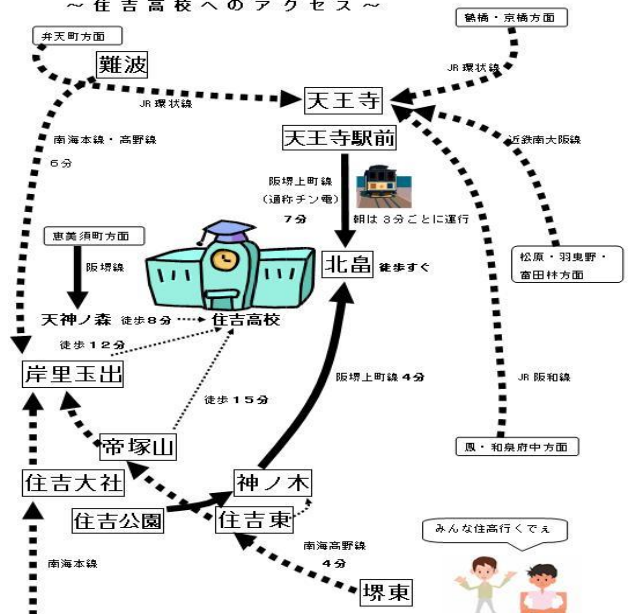 ～住吉高校へのアクセス～
弁天町方面
鶴橋・京橋方面
難波
JR環状線
JR環状線
天王寺
天王寺駅前
南海本線・高野線
6分
近鉄南大阪線
阪堺上町線
(通称チン電)
7分
朝は3分ごとに運行
恵美須町方面
阪堺線
北畠 徒歩すぐ
松原・羽曳野・
富田林方面
天神ノ森 徒歩8分
住吉高校
徒歩12分
岸里玉出
阪堺上町線4分
JR阪和線
徒歩15分
帝塚山
鳳・和泉府中方面
住吉大社
神ノ木
住吉公園
住吉東
みんな住高行くでぇ
南海本線
南海高野線
4分
堺東